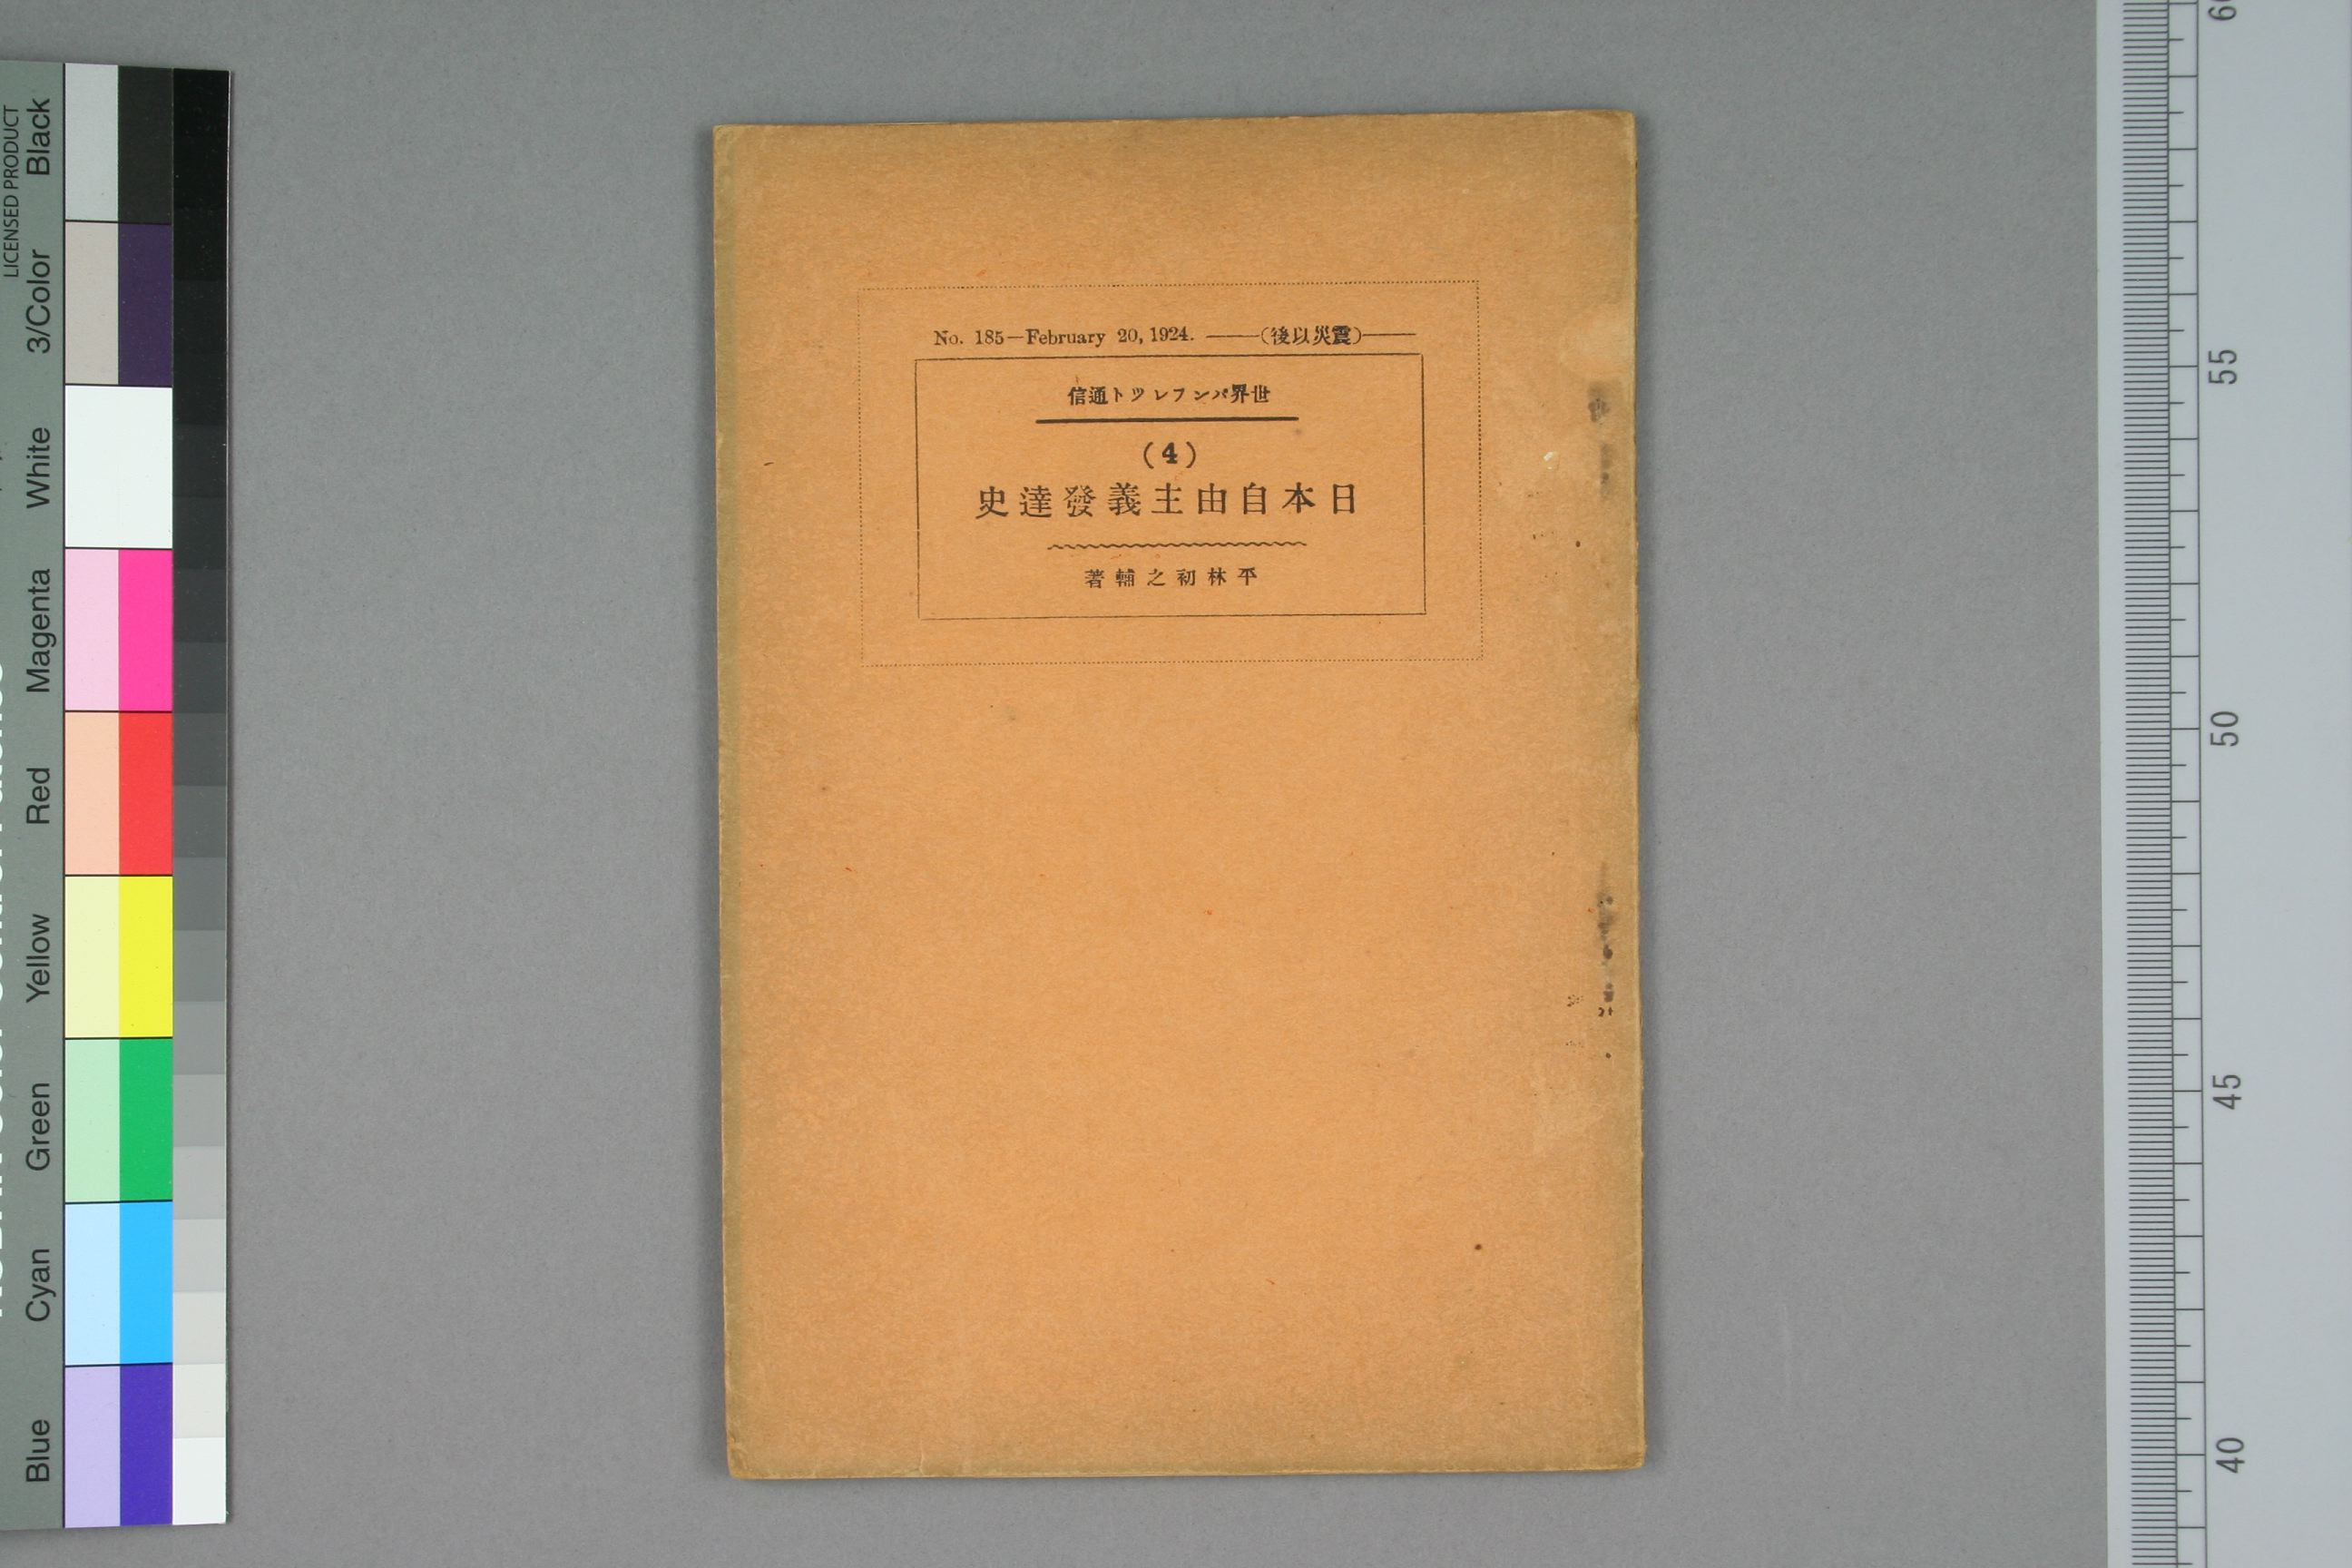 No. 185—February 20, 1924. ——(震災以後)——
世界パンフレット通信
(4)
日本自由主義發達史
平林初之輔著
LICENSED PRODUCT
Black
3/Color
White
Magenta
Red
Yellow
Green
Cyan
Blue
55
50
45
40